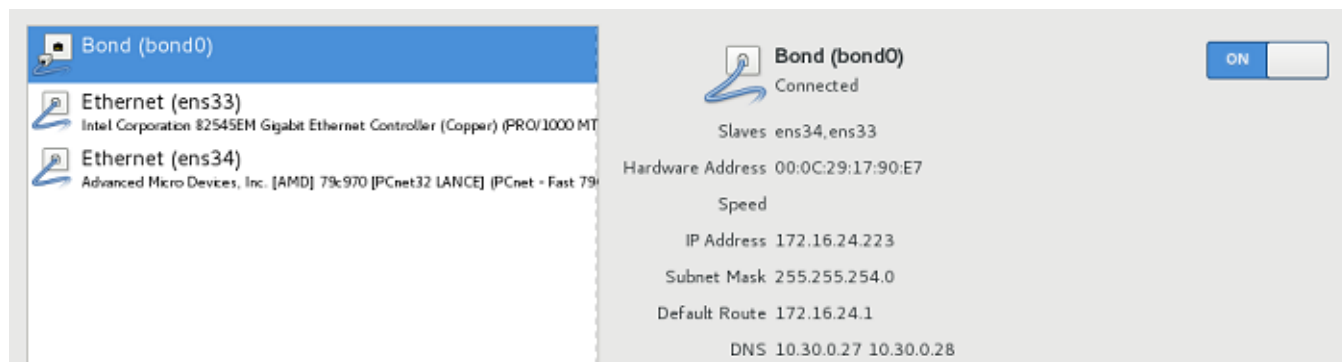 Bond (bond0)
Ethernet (ens33)
Intel Corporation 82545EM Gigabit Ethernet Controller (Copper) (PRO/1000 MT
Ethernet (ens34)
Advanced Micro Devices, Inc. [AMD] 79c970 [PCnet32 LANCE] (PCnet - Fast 79
Bond (bond0)
Connected
ON
Slaves ens34,ens33
Hardware Address 00:0C:29:17:90:E7
Speed
IP Address 172.16.24.223
Subnet Mask 255.255.254.0
Default Route 172.16.24.1
DNS 10.30.0.27 10.30.0.28